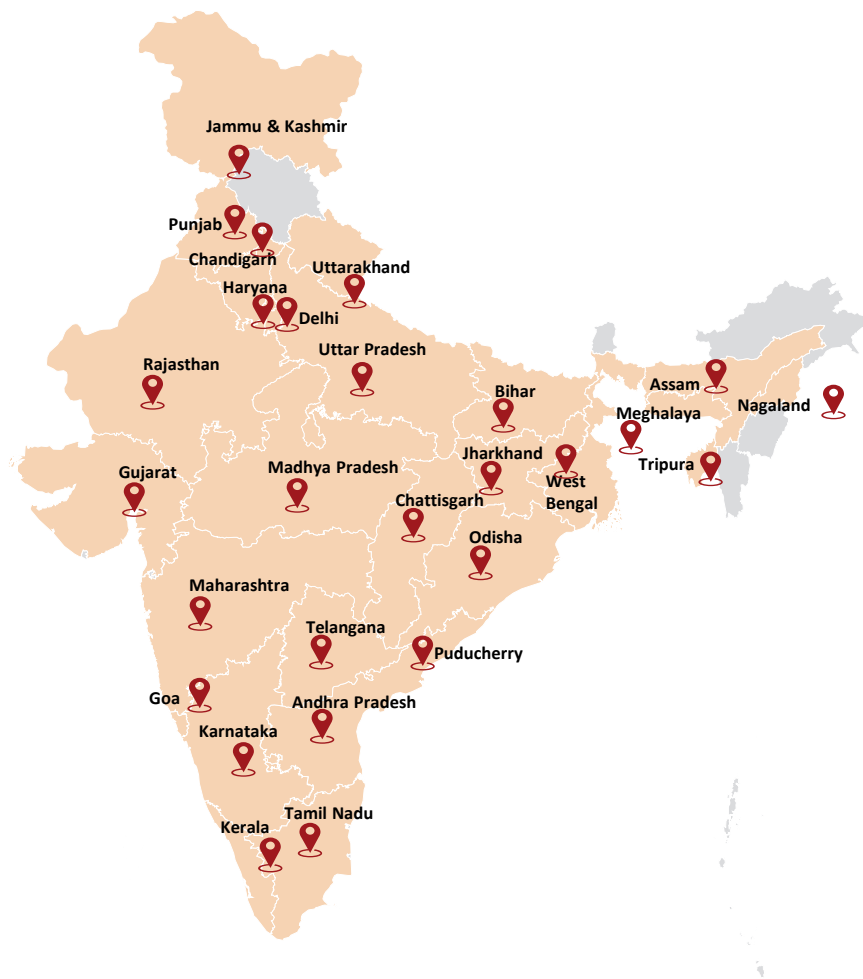 Jammu & Kashmir
Punjab
Chandigarh
Uttarakhand
Haryana
Delhi
Uttar Pradesh
Rajasthan
Bihar
Assam
Meghalaya
Nagaland
Jharkhand
Tripura
Madhya Pradesh
Gujarat
West
Bengal
Chattisgarh
Odisha
Maharashtra
Telangana
Puducherry
Goa
Andhra Pradesh
Karnataka
Tamil Nadu
Kerala